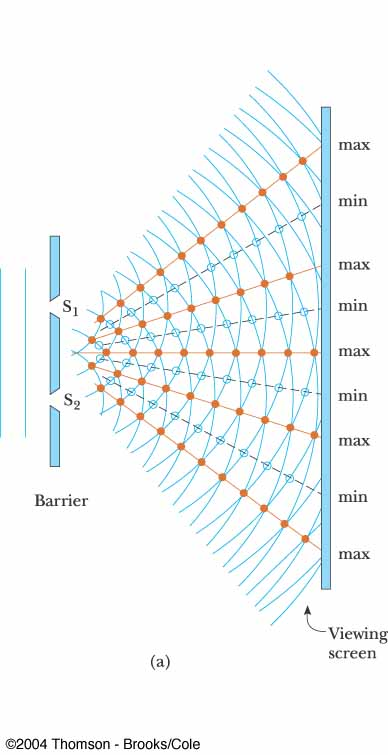 max
min
max
S1
min
max
min
S2
max
Barrier
min
max
Viewing
screen
(a)
©2004 Thomson - Brooks/Cole